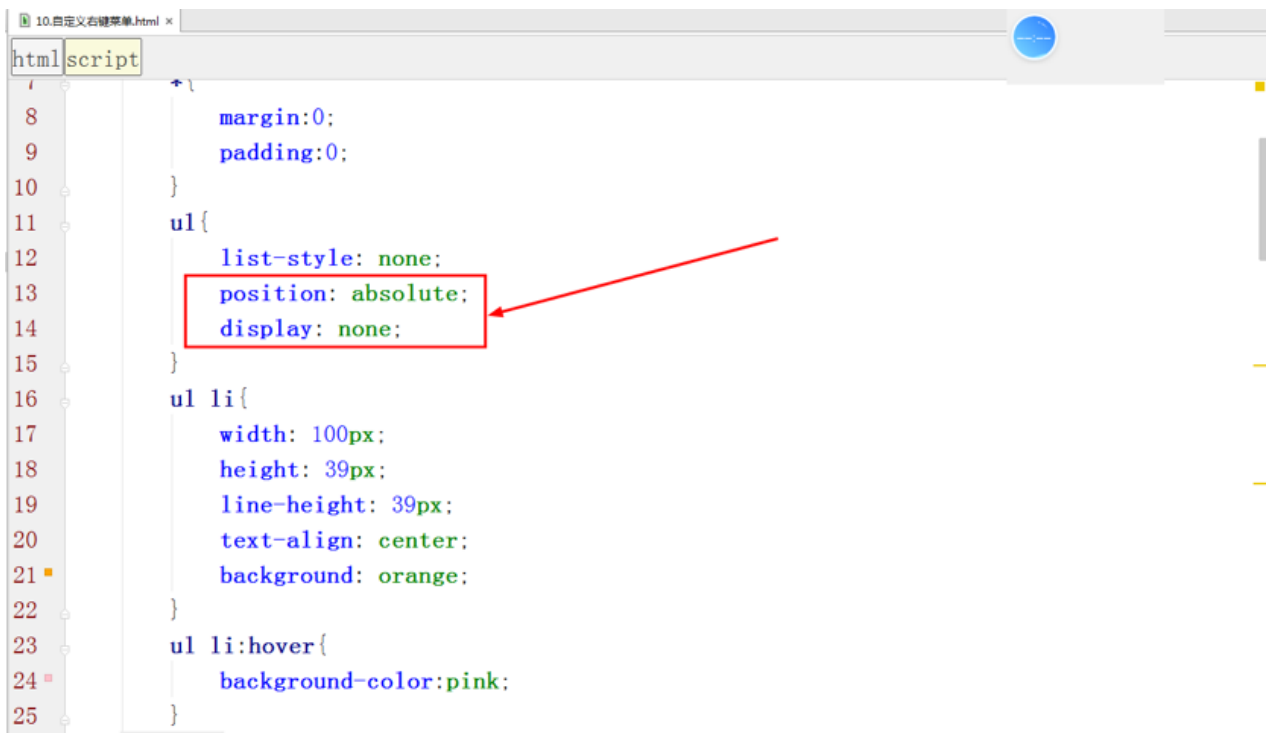 10.自定义右键菜单.html ×
html script
7 *{
8 margin:0;
9 padding:0;
10 }
11 ul{
12 list-style: none;
13 position: absolute;
14 display: none;
15 }
16 ul li{
17 width: 100px;
18 height: 39px;
19 line-height: 39px;
20 text-align: center;
21 background: orange;
22 }
23 ul li:hover{
24 background-color:pink;
25 }